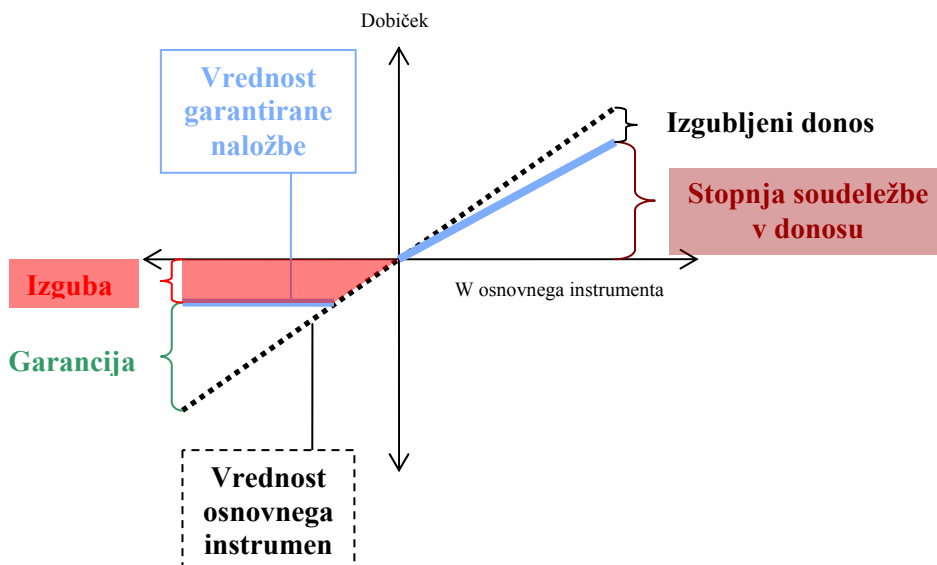 Dobiček
Vrednost
garantirane
naložbe
Izgubljeni donos
Stopnja soudeležbe
v donosu
W osnovnega instrumenta
Izguba
Garancija
Vrednost
osnovnega
instrumen